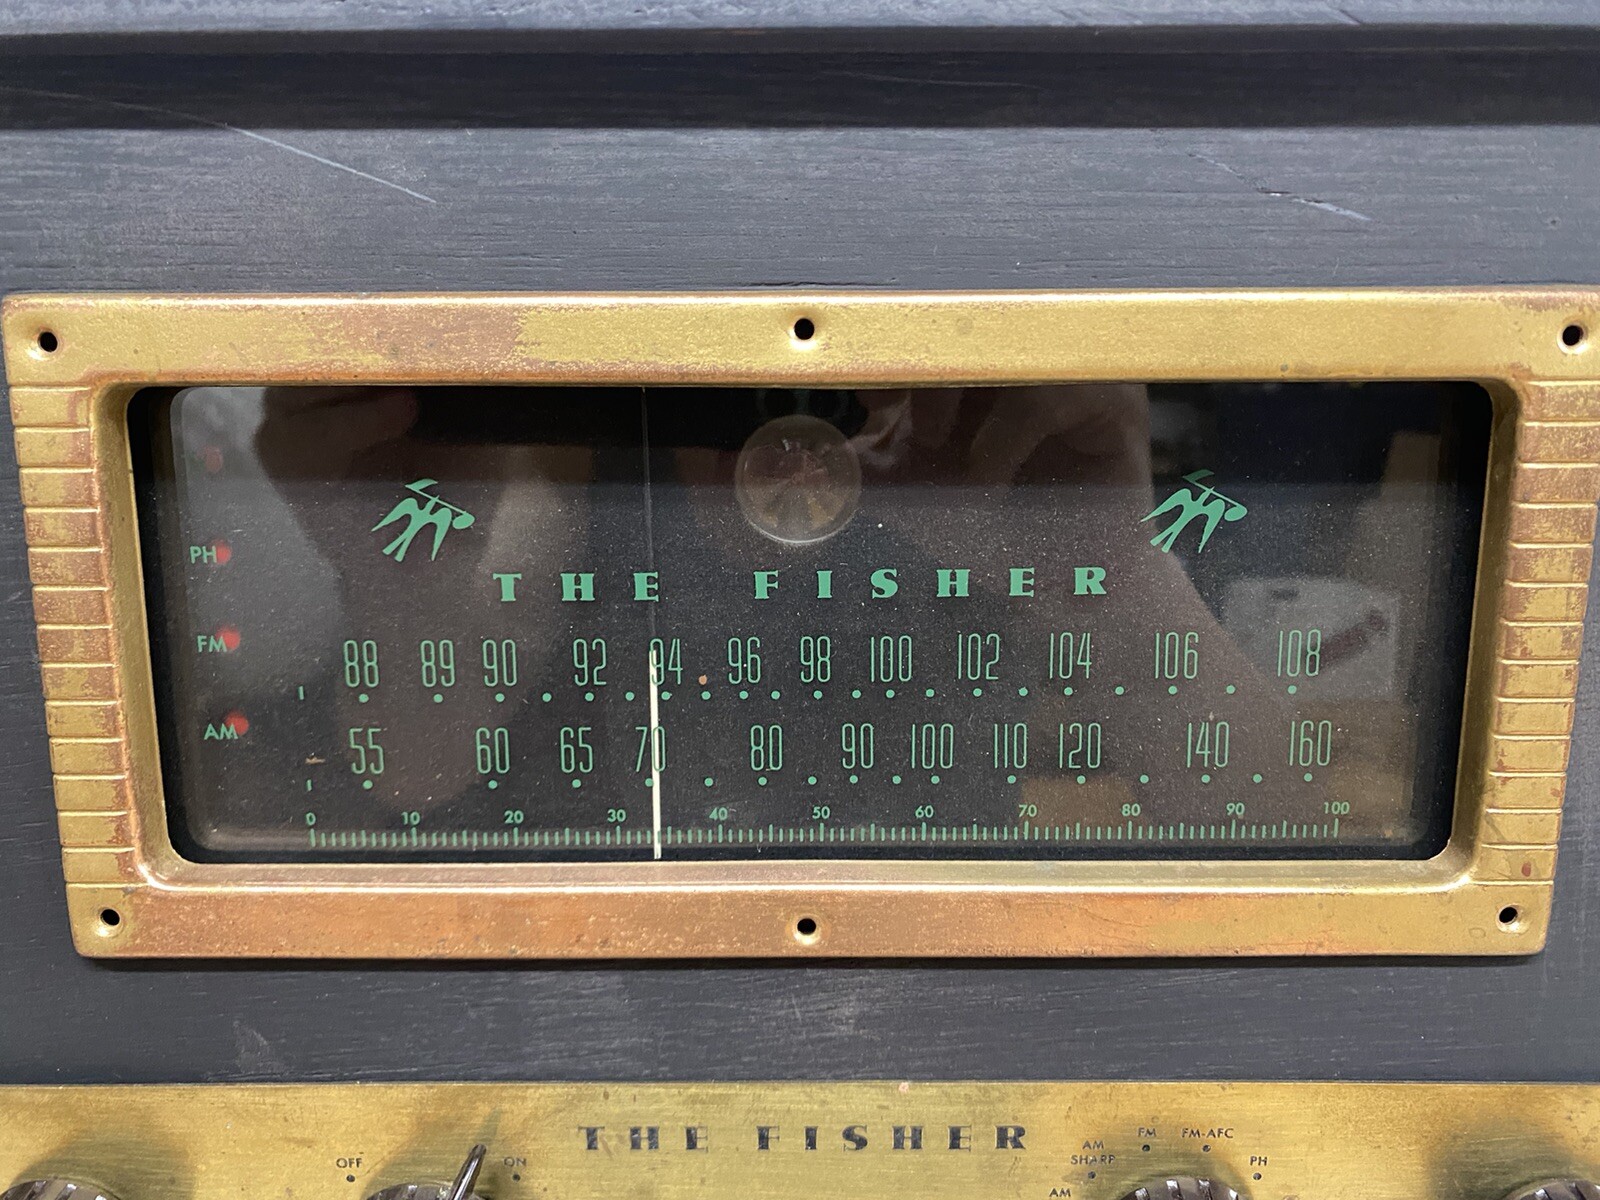 PH
THE FISHER
FM
88 89 90 92 94 96 98 100 102 104 106 108
AM
55 60 65 70 80 90 100 110 120 140 160
0 10 20 30 40 50 60 70 80 90 100
THE FISHER
OFF ON
AM SHARP
FM
FM-AFC
PH
AM